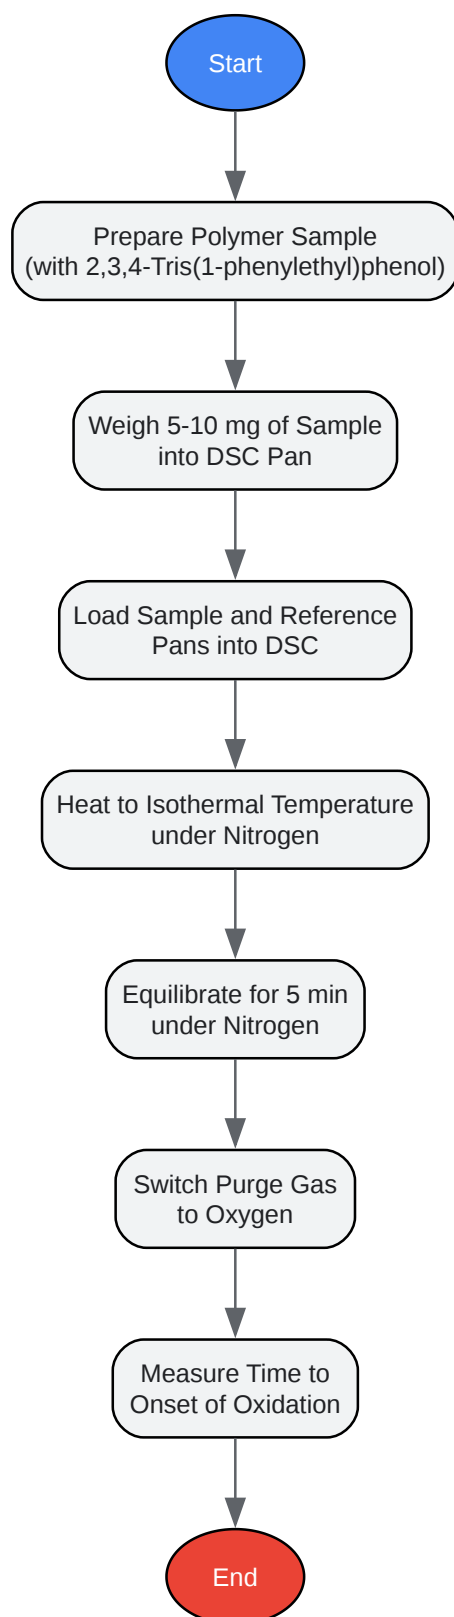 Start
Prepare Polymer Sample
(with 2,3,4-Tris(1-phenylethyl)phenol)
Weigh 5-10 mg of Sample
into DSC Pan
Load Sample and Reference
Pans into DSC
Heat to Isothermal Temperature
under Nitrogen
Equilibrate for 5 min
under Nitrogen
Switch Purge Gas
to Oxygen
Measure Time to
Onset of Oxidation
End